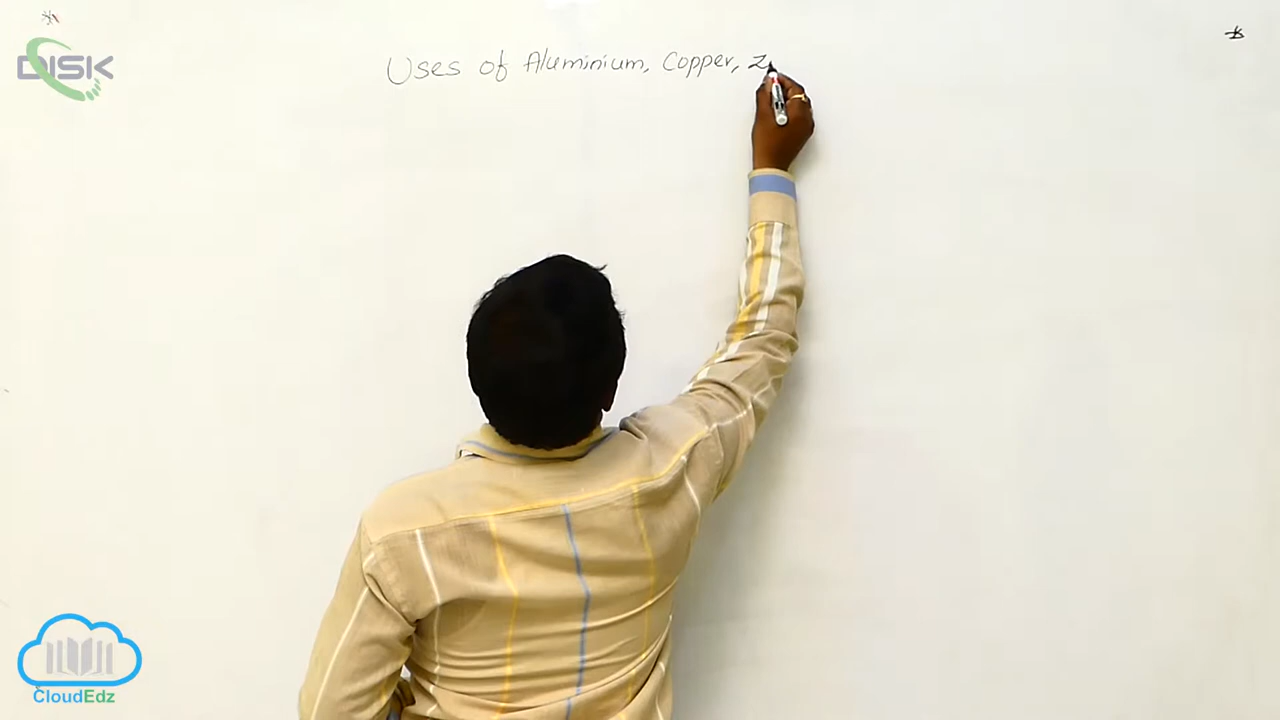 DISK
Uses of Aluminium, Copper, Z
CloudEdz